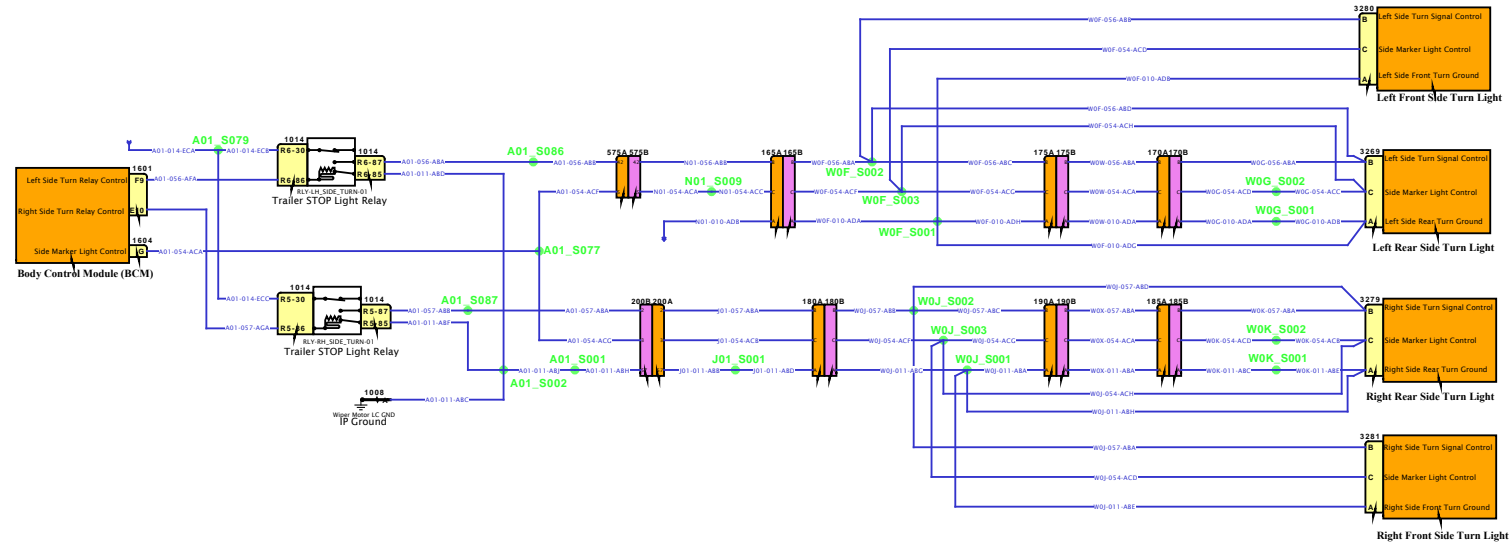 3280
B Left Side Turn Signal Control
W0F-056-ABB
C Side Marker Light Control
W0F-054-ACD
A Left Side Front Turn Ground
W0F-010-ADB
Left Front Side Turn Light
W0F-056-ABD
W0F-054-ACH
A01_S079
A01-014-ECA A01-014-ECB
1014
R6-30
R6-86
1014
R6-87
R6-85
RLY-LH_SIDE_TURN-01
Trailer STOP Light Relay
A01-056-ABA
A01-011-ABD
A01_S086
A01-056-ABB
575A 575B
42 42
N01-056-ABB
165A 165B
B B
W0F-056-ABA
W0F_S002
W0F-056-ABC
175A 175B
B B
W0W-056-ABA
170A 170B
B B
W0G-056-ABA
3269
B Left Side Turn Signal Control
A01-054-ACF
N01-054-ACA
N01_S009
N01-054-ACC
C C
W0F-054-ACF
W0F_S003
W0F-054-ACG
C C
W0W-054-ACA
C C
W0G-054-ACD
W0G_S002
W0G-054-ACC
C Side Marker Light Control
N01-010-ADB
A A
W0F-010-ADA
W0F_S001
W0F-010-ADH
A A
W0W-010-ADA
A A
W0G-010-ADA
W0G_S001
W0G-010-ADB
A Left Side Rear Turn Ground
W0F-010-ADG
Left Rear Side Turn Light
1601
Left Side Turn Relay Control F9
A01-056-AFA
Right Side Turn Relay Control E10
1604
Side Marker Light Control G
A01-054-ACA
A01_S077
Body Control Module (BCM)
A01-014-ECC
A01-057-AGA
1014
R5-30
R5-86
1014
R5-87
R5-85
RLY-RH_SIDE_TURN-01
Trailer STOP Light Relay
A01-057-ABB
A01-011-ABF
A01_S087
A01-057-ABA
200B 200A
J01-057-ABA
180A 180B
B B
W0J-057-ABB
W0J_S002
W0J-057-ABC
W0J-057-ABD
190A 190B
B B
W0X-057-ABA
185A 185B
B B
W0K-057-ABA
3279
B Right Side Turn Signal Control
A01-054-ACG
J01-054-ACB
C C
W0J-054-ACF
W0J_S003
W0J-054-ACG
C C
W0X-054-ACA
C C
W0K-054-ACD
W0K_S002
W0K-054-ACB
C Side Marker Light Control
A01-011-ABJ
A01_S001
A01_S002
A01-011-ABH
J01-011-ABB
J01_S001
J01-011-ABD
A A
W0J-011-ABG
W0J_S001
W0J-011-ABA
A A
W0X-011-ABA
A A
W0K-011-ABC
W0K_S001
W0K-011-ABE
A Right Side Rear Turn Ground
Right Rear Side Turn Light
W0J-054-ACH
W0J-011-ABH
1008
A
A01-011-ABC
Wiper Motor LC GND
IP Ground
3281
W0J-057-ABA
B Right Side Turn Signal Control
W0J-054-ACD
C Side Marker Light Control
W0J-011-ABE
A Right Side Front Turn Ground
Right Front Side Turn Light